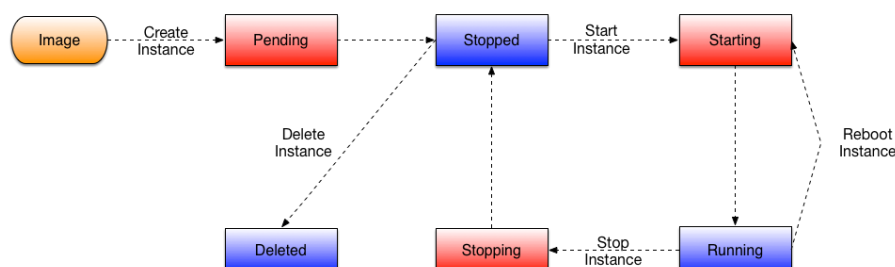 Image
Create
Instance
Pending
Stopped
Start
Instance
Starting
Delete
Instance
Reboot
Instance
Deleted
Stopping
Stop
Instance
Running